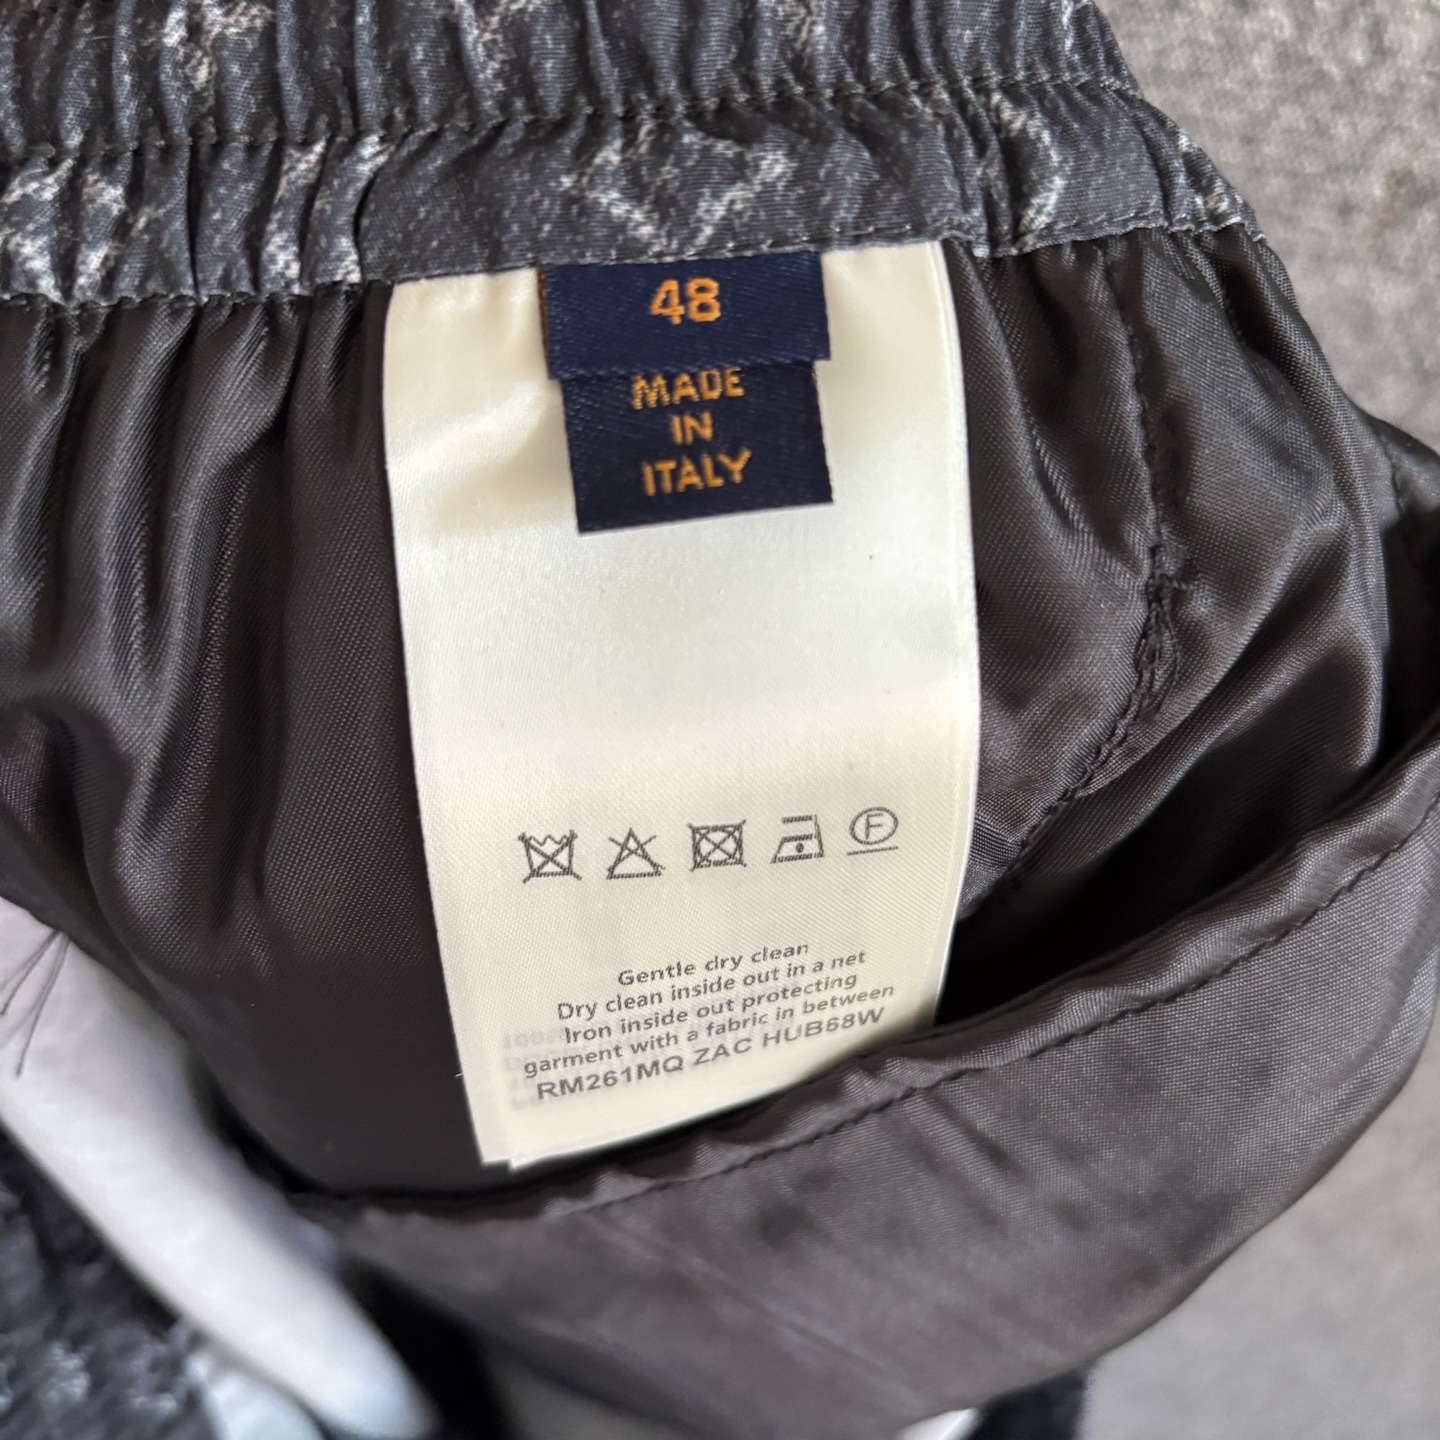 48
MADE
IN
ITALY
F
Gentle dry clean
Dry clean inside out in a net
Iron inside out protecting
garment with a fabric in between
RM261MQ ZAC HUB68W